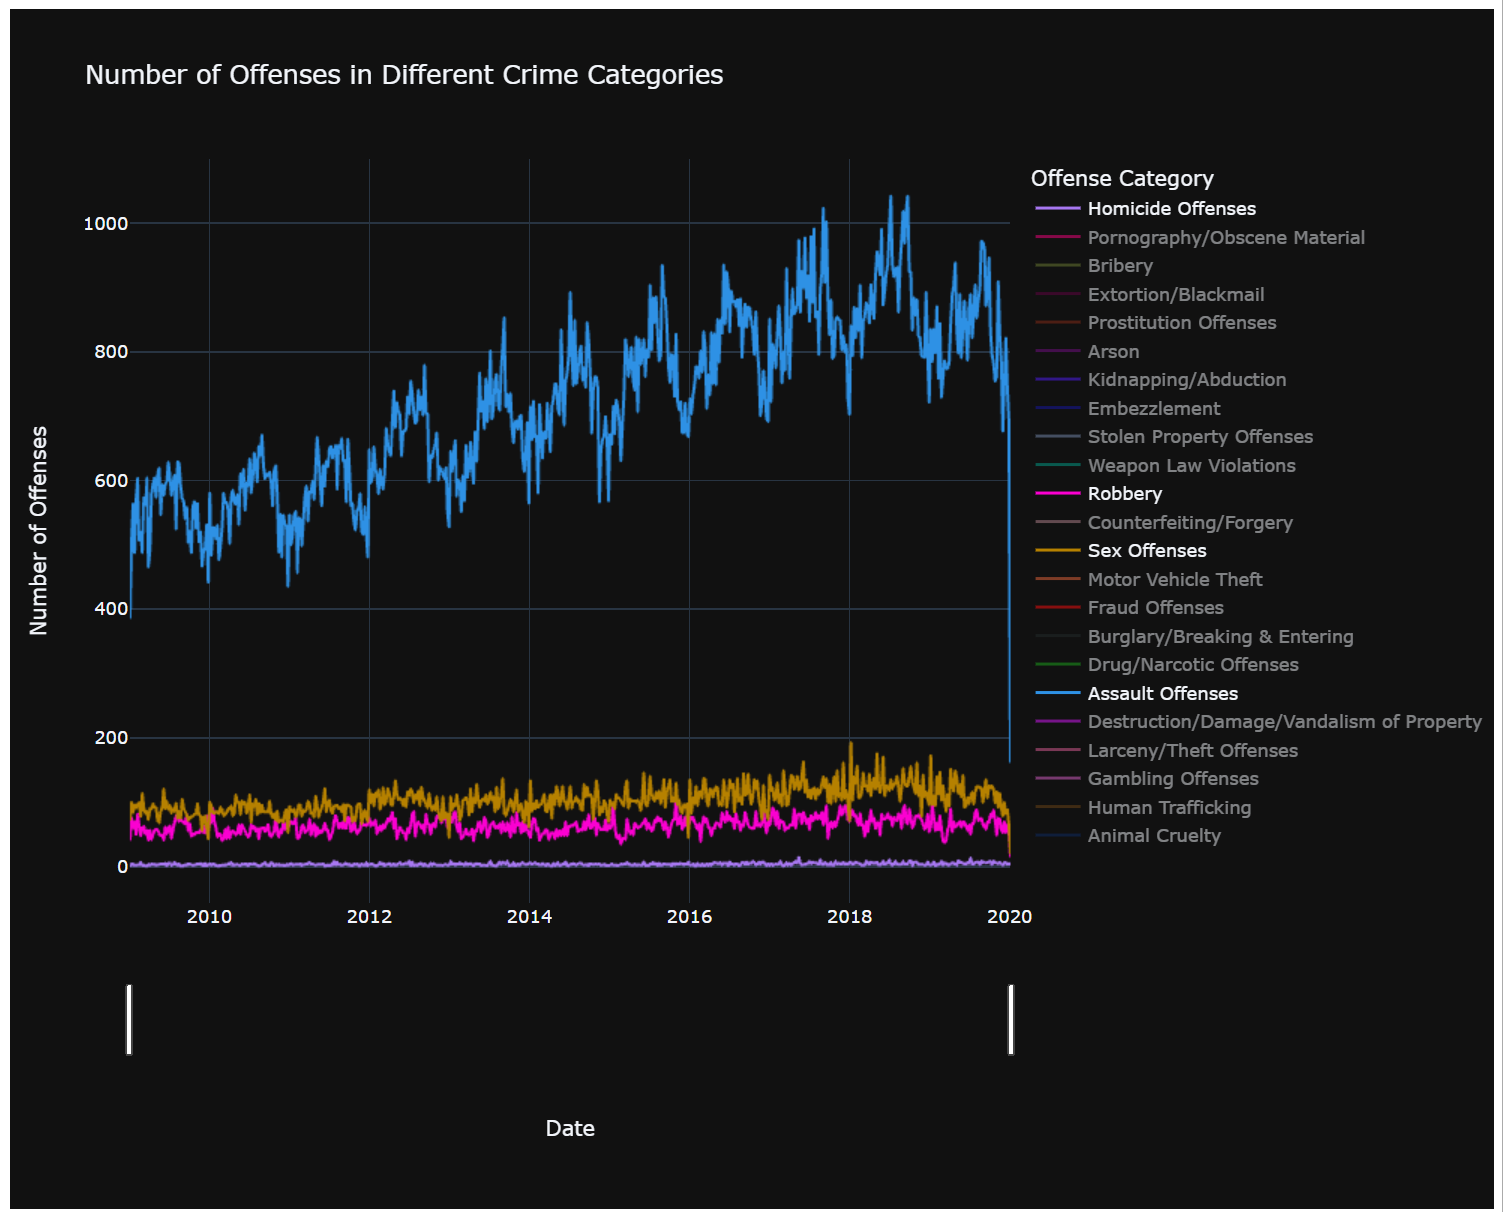 Number of Offenses in Different Crime Categories
Number of Offenses
1000
800
600
400
200
0
2010
2012
2014
2016
2018
2020
Date
Offense Category
Homicide Offenses
Pornography/Obscene Material
Bribery
Extortion/Blackmail
Prostitution Offenses
Arson
Kidnapping/Abduction
Embezzlement
Stolen Property Offenses
Weapon Law Violations
Robbery
Counterfeiting/Forgery
Sex Offenses
Motor Vehicle Theft
Fraud Offenses
Burglary/Breaking & Entering
Drug/Narcotic Offenses
Assault Offenses
Destruction/Damage/Vandalism of Property
Larceny/Theft Offenses
Gambling Offenses
Human Trafficking
Animal Cruelty